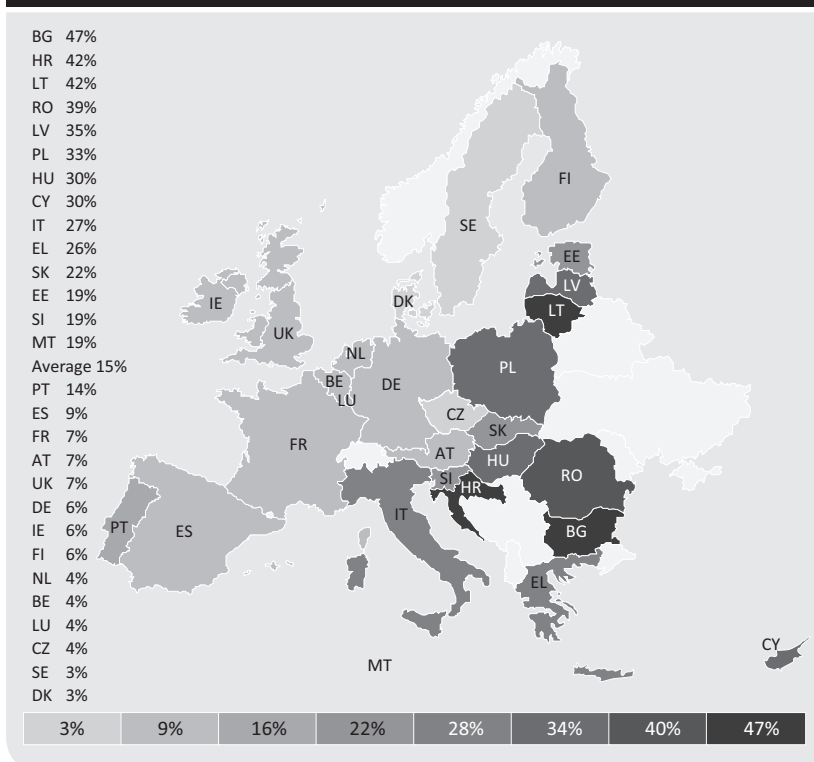 BG 47%
HR 42%
LT 42%
RO 39%
LV 35%
PL 33%
HU 30%
CY 30%
IT 27%
EL 26%
SK 22%
EE 19%
SI 19%
MT 19%
Average 15%
PT 14%
ES 9%
FR 7%
AT 7%
UK 7%
DE 6%
IE 6%
FI 6%
NL 4%
BE 4%
LU 4%
CZ 4%
SE 3%
DK 3%
FI
SE
EE
LV
LT
DK
IE
UK
NL
BE
LU
DE
PL
CZ
SK
AT
HU
FR
SI
HR
RO
IT
BG
PT
ES
EL
CY
MT
3% 9% 16% 22% 28% 34% 40% 47%